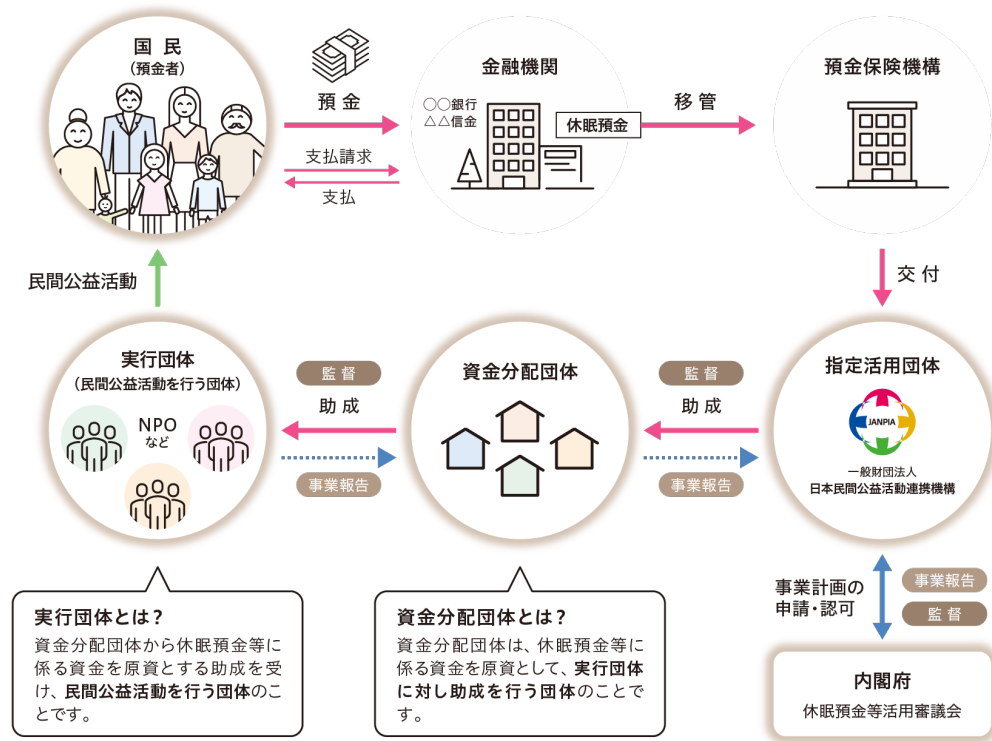 国 民
(預金者)
預 金
支払請求
支払
金融機関
○○銀行
△△信金
休眠預金
移 管
預金保険機構
交 付
民間公益活動
実行団体
(民間公益活動を行う団体)
NPO
など
監 督
助 成
事業報告
資金分配団体
監 督
助 成
事業報告
指定活用団体
JANPIA
一般財団法人
日本民間公益活動連携機構
実行団体とは？
資金分配団体から休眠預金等に
係る資金を原資とする助成を受
け、民間公益活動を行う団体のこ
とです。
資金分配団体とは？
資金分配団体は、休眠預金等に
係る資金を原資として、実行団体
に対し助成を行う団体のことで
す。
事業計画の
申請・認可
事業報告
監 督
内閣府
休眠預金等活用審議会